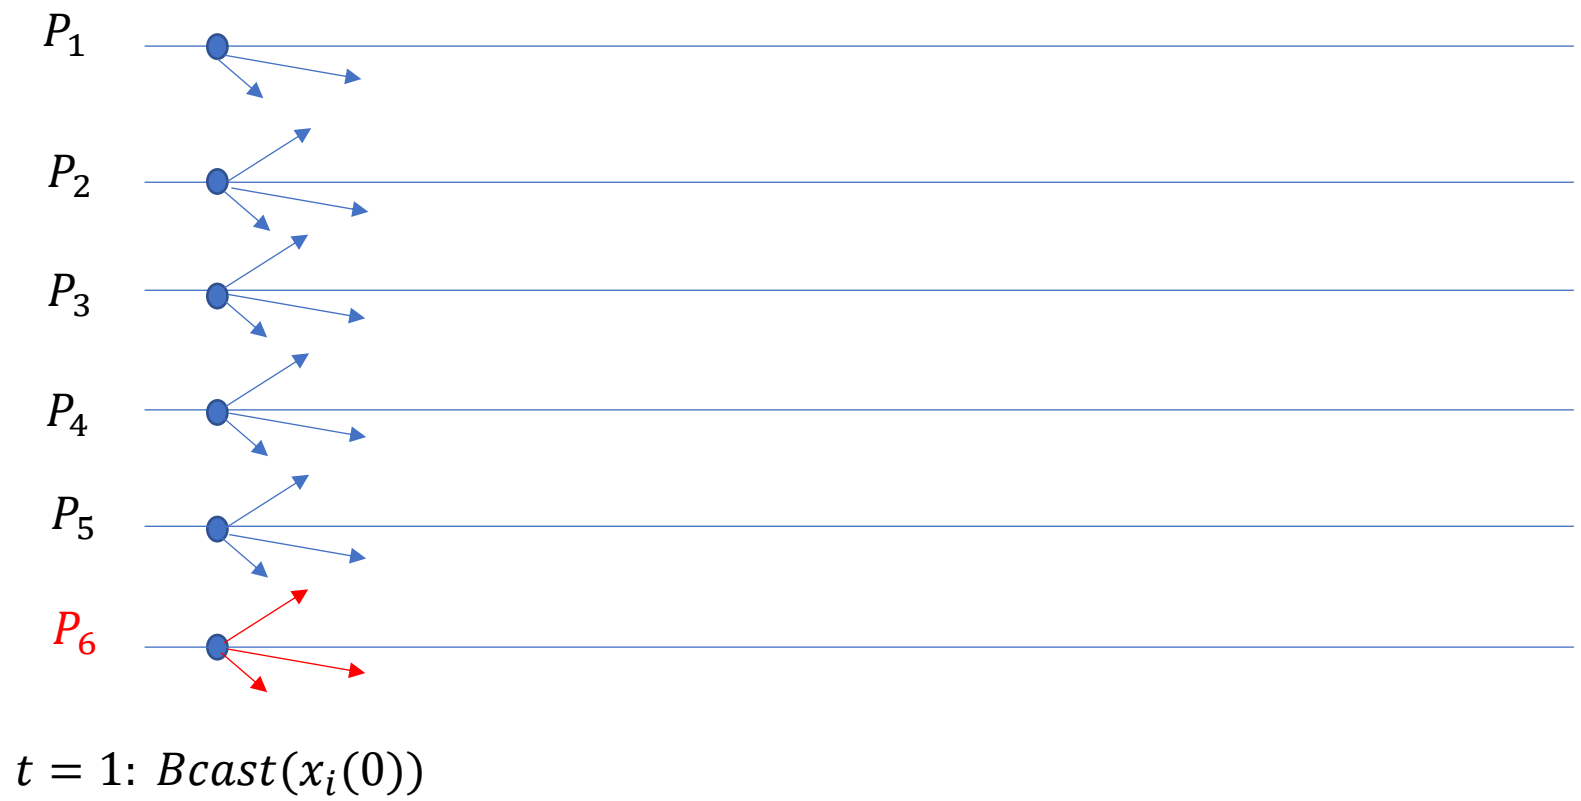 P₁
P₂
P₃
P₄
P₅
P₆
t = 1: Bcast(xᵢ(0))